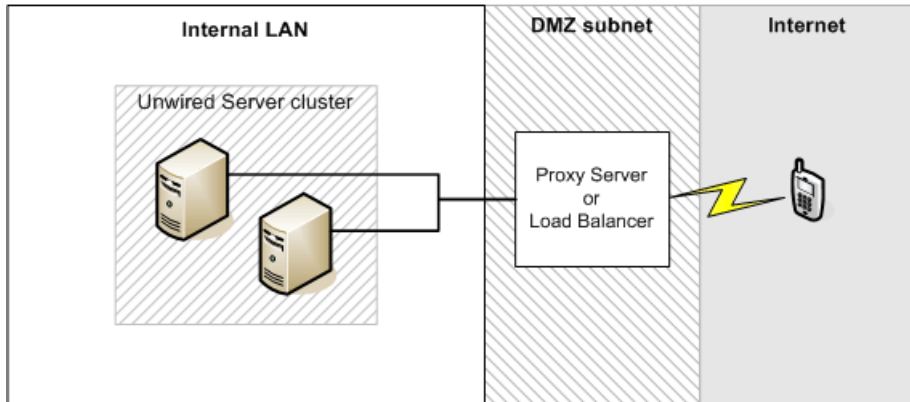 Internal LAN
DMZ subnet
Internet
Unwired Server cluster
Proxy Server
or
Load Balancer